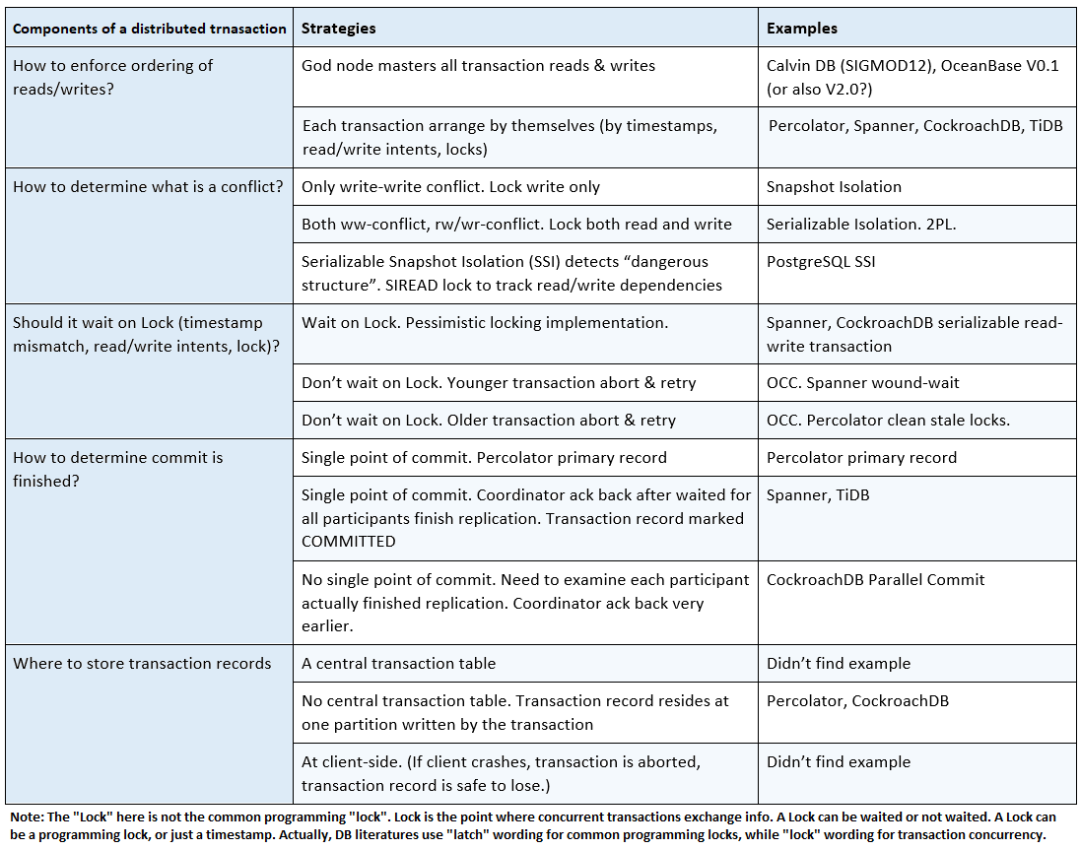 Components of a distributed trnasaction
Strategies
Examples
How to enforce ordering of
reads/writes?
God node masters all transaction reads & writes
Calvin DB (SIGMOD12), OceanBase V0.1
(or also V2.0?)
Each transaction arrange by themselves (by timestamps,
read/write intents, locks)
Percolator, Spanner, CockroachDB, TiDB
How to determine what is a conflict?
Only write-write conflict. Lock write only
Snapshot Isolation
Both ww-conflict, rw/wr-conflict. Lock both read and write
Serializable Isolation. 2PL.
Serializable Snapshot Isolation (SSI) detects “dangerous
structure”. SIREAD lock to track read/write dependencies
PostgreSQL SSI
Should it wait on Lock (timestamp
mismatch, read/write intents, lock)?
Wait on Lock. Pessimistic locking implementation.
Spanner, CockroachDB serializable read-
write transaction
Don’t wait on Lock. Younger transaction abort & retry
OCC. Spanner wound-wait
Don’t wait on Lock. Older transaction abort & retry
OCC. Percolator clean stale locks.
How to determine commit is
finished?
Single point of commit. Percolator primary record
Percolator primary record
Single point of commit. Coordinator ack back after waited for
all participants finish replication. Transaction record marked
COMMITTED
Spanner, TiDB
No single point of commit. Need to examine each participant
actually finished replication. Coordinator ack back very
earlier.
CockroachDB Parallel Commit
Where to store transaction records
A central transaction table
Didn’t find example
No central transaction table. Transaction record resides at
one partition written by the transaction
Percolator, CockroachDB
At client-side. (If client crashes, transaction is aborted,
transaction record is safe to lose.)
Didn’t find example
Note: The "Lock" here is not the common programming "lock". Lock is the point where concurrent transactions exchange info. A Lock can be waited or not waited. A Lock can
be a programming lock, or just a timestamp. Actually, DB literatures use "latch" wording for common programming locks, while "lock" wording for transaction concurrency.